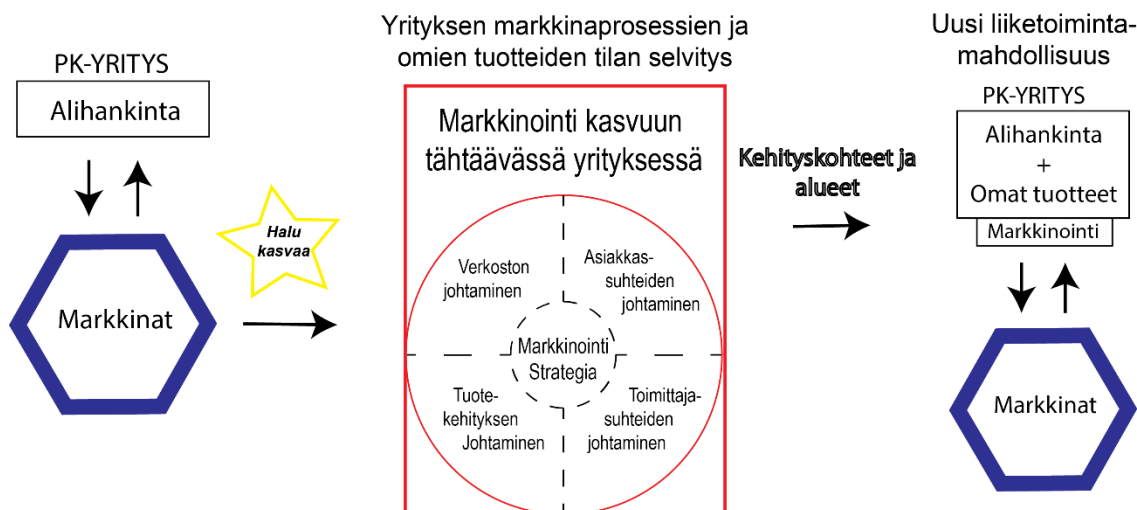 PK-YRITYS
Alihankinta
Markkinat
Halu
kasvaa
Yrityksen markkinaprosessien ja
omien tuotteiden tilan selvitys
Markkinointi kasvuun
tähtäävässä yrityksessä
Verkoston
johtaminen
Asiakkas-
suhteiden
johtaminen
Markkinointi
Strategia
Tuote-
kehityksen
Johtaminen
Toimittaja-
suhteiden
johtaminen
Kehityskohteet ja
alueet
Uusi liiketoiminta-
mahdollisuus
PK-YRITYS
Alihankinta
+
Omat tuotteet
Markkinointi
Markkinat